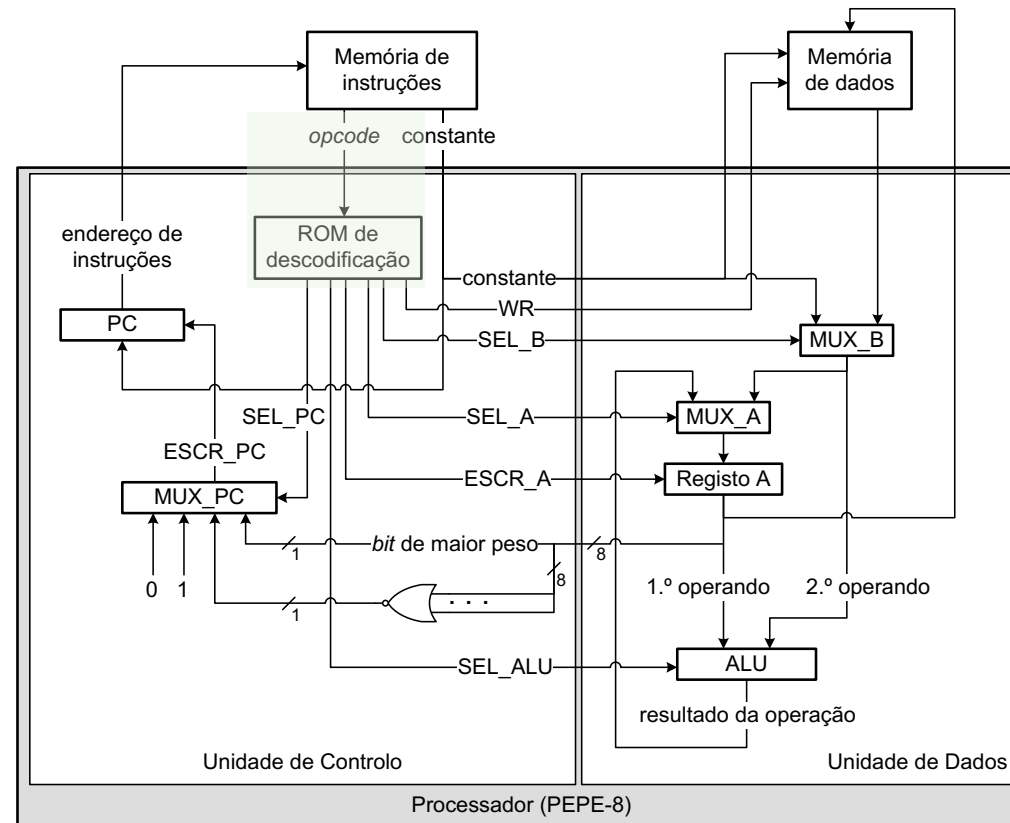 Memória de
instruções
Memória
de dados
opcode constante
endereço de
instruções
ROM de
descodificação
constante
WR
PC
SEL_B
MUX_B
SEL_PC
SEL_A
MUX_A
ESCR_PC
ESCR_A
Registo A
MUX_PC
bit de maior peso
1
8
8
0 1
1
. . .
1.º operando
2.º operando
SEL_ALU
ALU
resultado da operação
Unidade de Controlo
Unidade de Dados
Processador (PEPE-8)